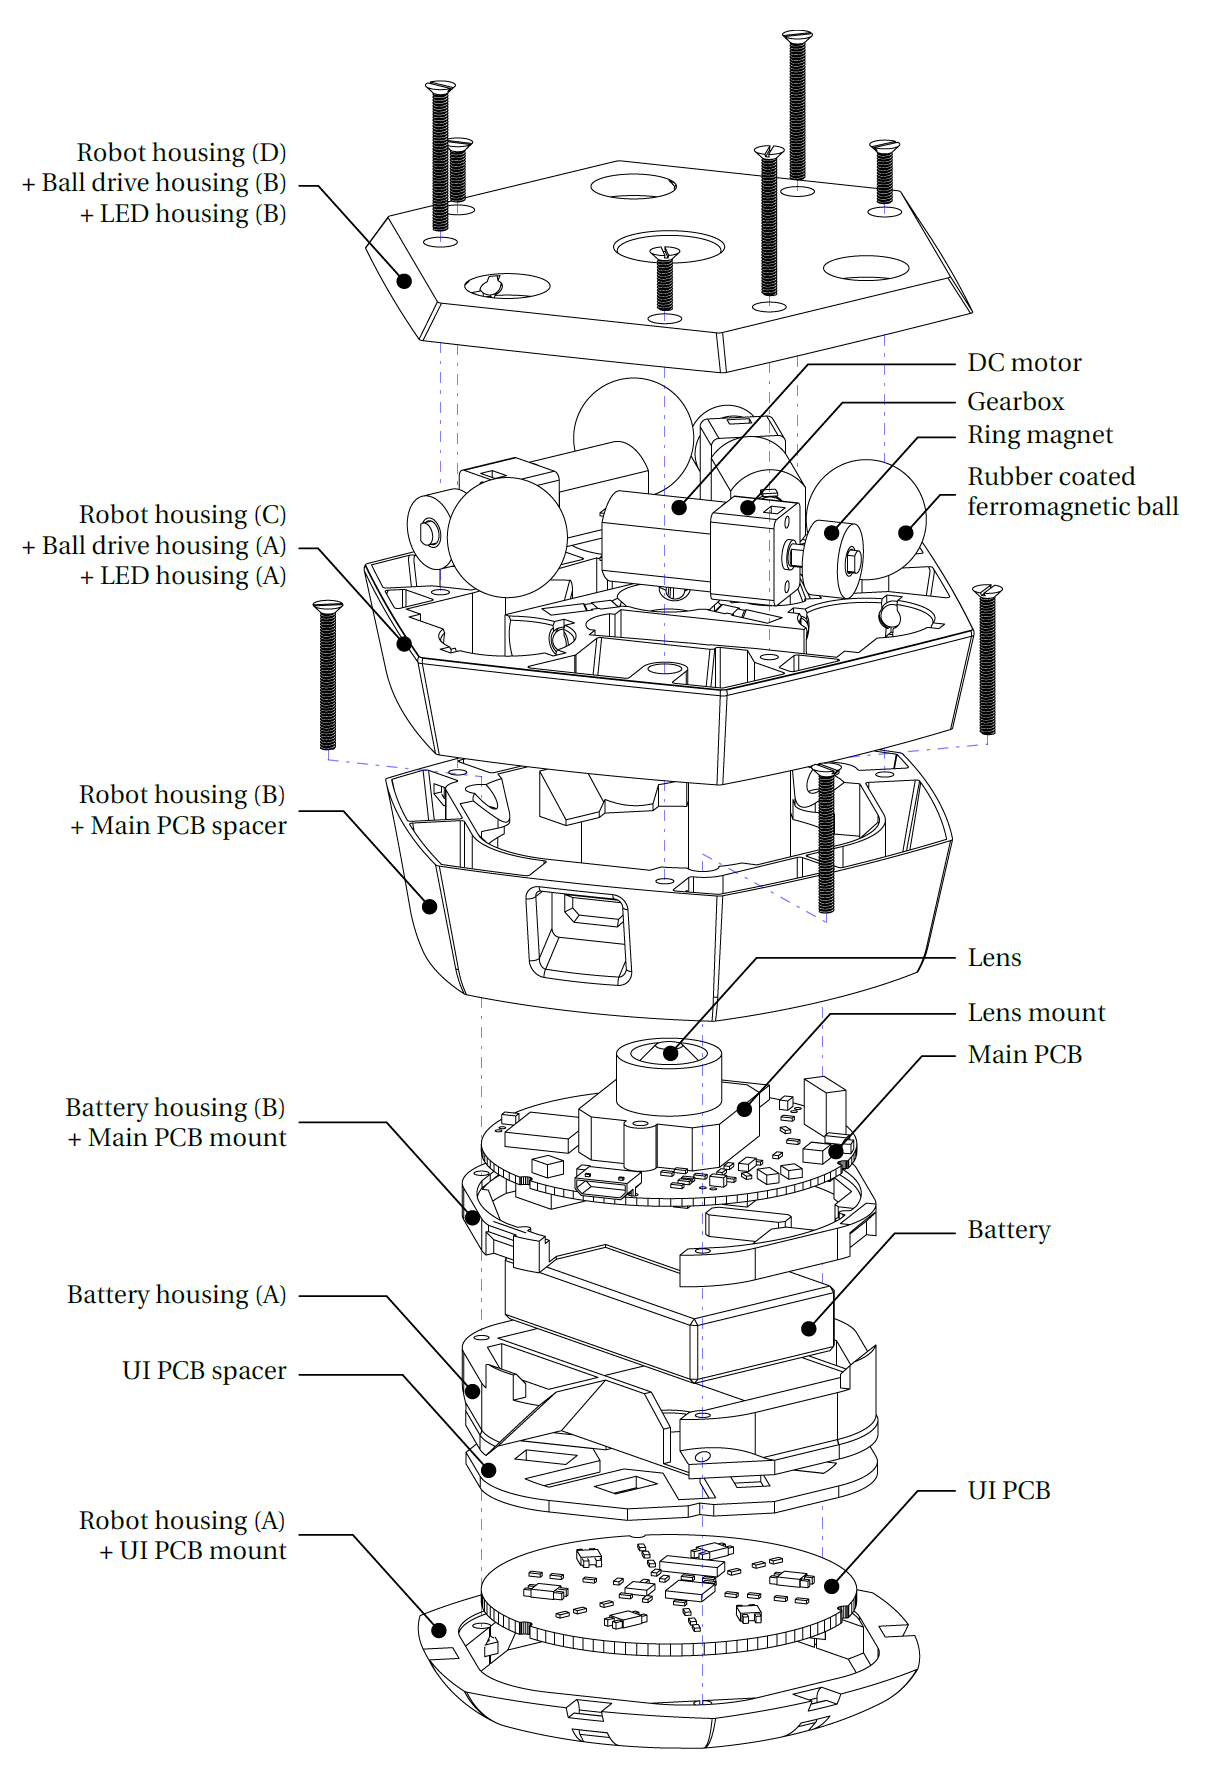 Robot housing (D)
+ Ball drive housing (B)
+ LED housing (B)
DC motor
Gearbox
Ring magnet
Rubber coated
ferromagnetic ball
Robot housing (C)
+ Ball drive housing (A)
+ LED housing (A)
Robot housing (B)
+ Main PCB spacer
Lens
Lens mount
Main PCB
Battery housing (B)
+ Main PCB mount
Battery
Battery housing (A)
UI PCB spacer
UI PCB
Robot housing (A)
+ UI PCB mount